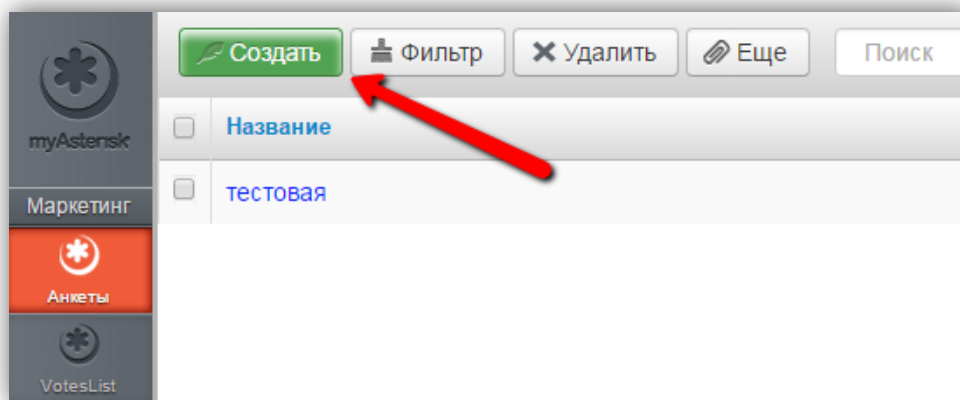 Создать Фильтр Удалить Еще Поиск
myAsterisk
Название
тестовая
Маркетинг
Анкеты
VotesList